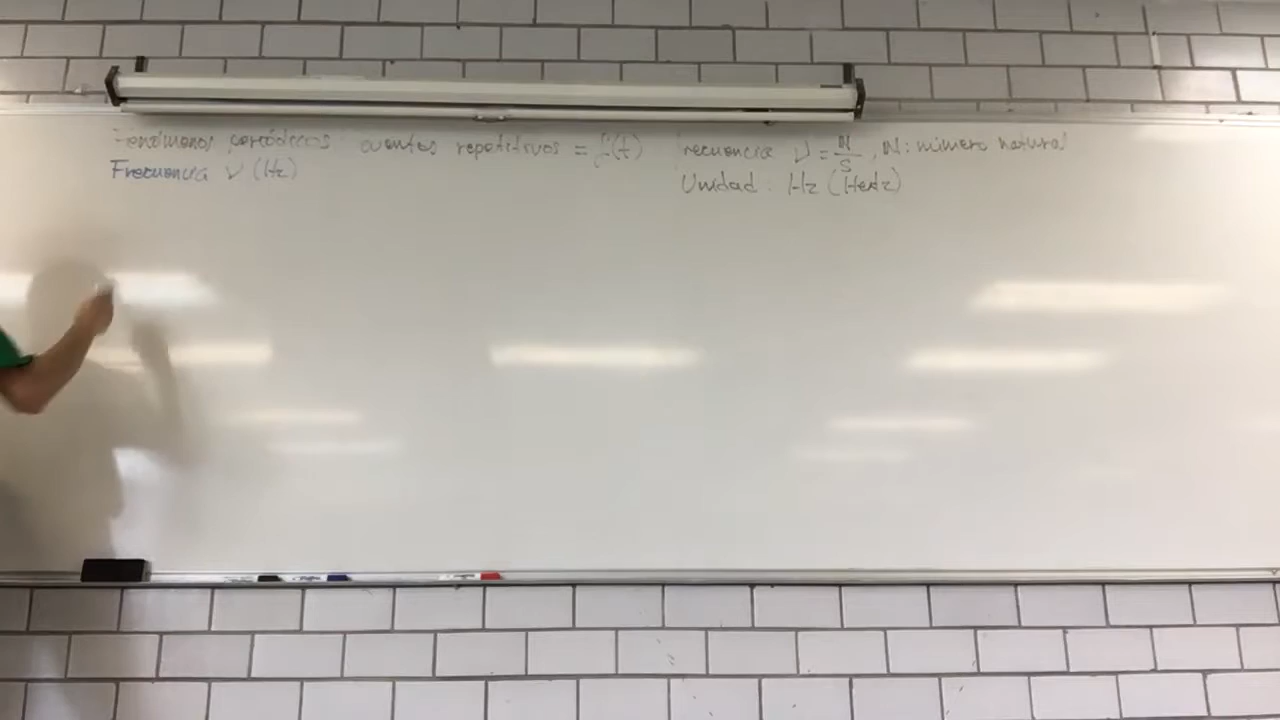 Fenómenos periódicos eventos repetitivos = f(t)
Frecuencia ν (Hz)
Frecuencia ν = N/S, N: número natural
Unidad: Hz (Hertz)